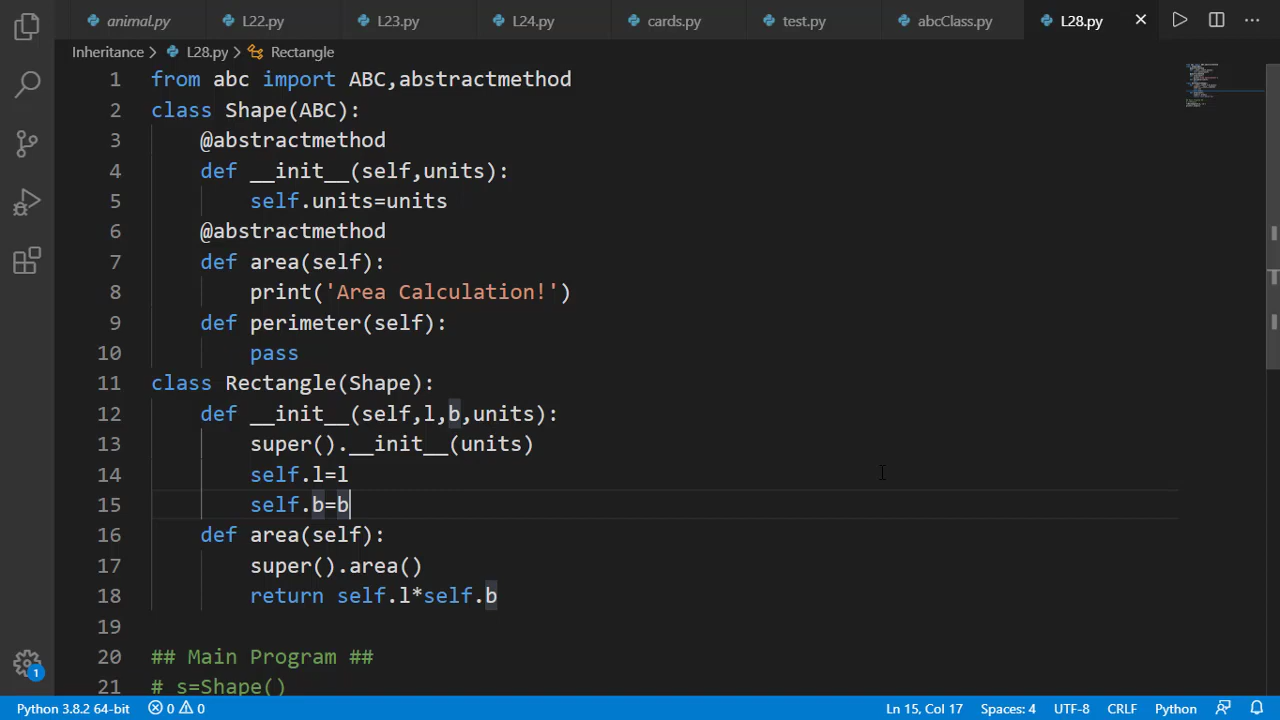 animal.py L22.py L23.py L24.py cards.py test.py abcClass.py L28.py
Inheritance > L28.py > Rectangle
1 from abc import ABC,abstractmethod
2 class Shape(ABC):
3     @abstractmethod
4     def __init__(self,units):
5         self.units=units
6     @abstractmethod
7     def area(self):
8         print('Area Calculation!')
9     def perimeter(self):
10         pass
11 class Rectangle(Shape):
12     def __init__(self,l,b,units):
13         super().__init__(units)
14         self.l=l
15         self.b=b
16     def area(self):
17         super().area()
18         return self.l*self.b
19
20 ## Main Program ##
21 # s=Shape()
1
Python 3.8.2 64-bit 0 0 Ln 15, Col 17 Spaces: 4 UTF-8 CRLF Python